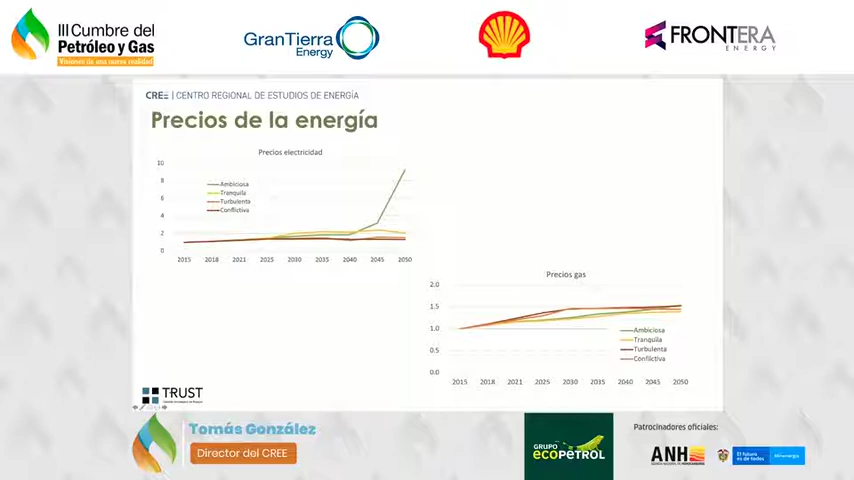 III Cumbre del
Petróleo y Gas
Visiones de una nueva realidad
GranTierra
Energy
FRONTERA
ENERGY
CREE | CENTRO REGIONAL DE ESTUDIOS DE ENERGÍA
Precios de la energía
Precios electricidad
10
8
6
4
2
0
Ambiciosa
Tranquila
Turbulenta
Conflictiva
2015 2018 2021 2025 2030 2035 2040 2045 2050
Precios gas
2.0
1.5
1.0
0.5
0.0
Ambiciosa
Tranquila
Turbulenta
Conflictiva
2015 2018 2021 2025 2030 2035 2040 2045 2050
TRUST
Tomás González
Director del CREE
GRUPO
ecopetrol
Patrocinadores oficiales:
ANH
AGENCIA NACIONAL DE HIDROCARBUROS
El futuro
es de todos
Minenergía